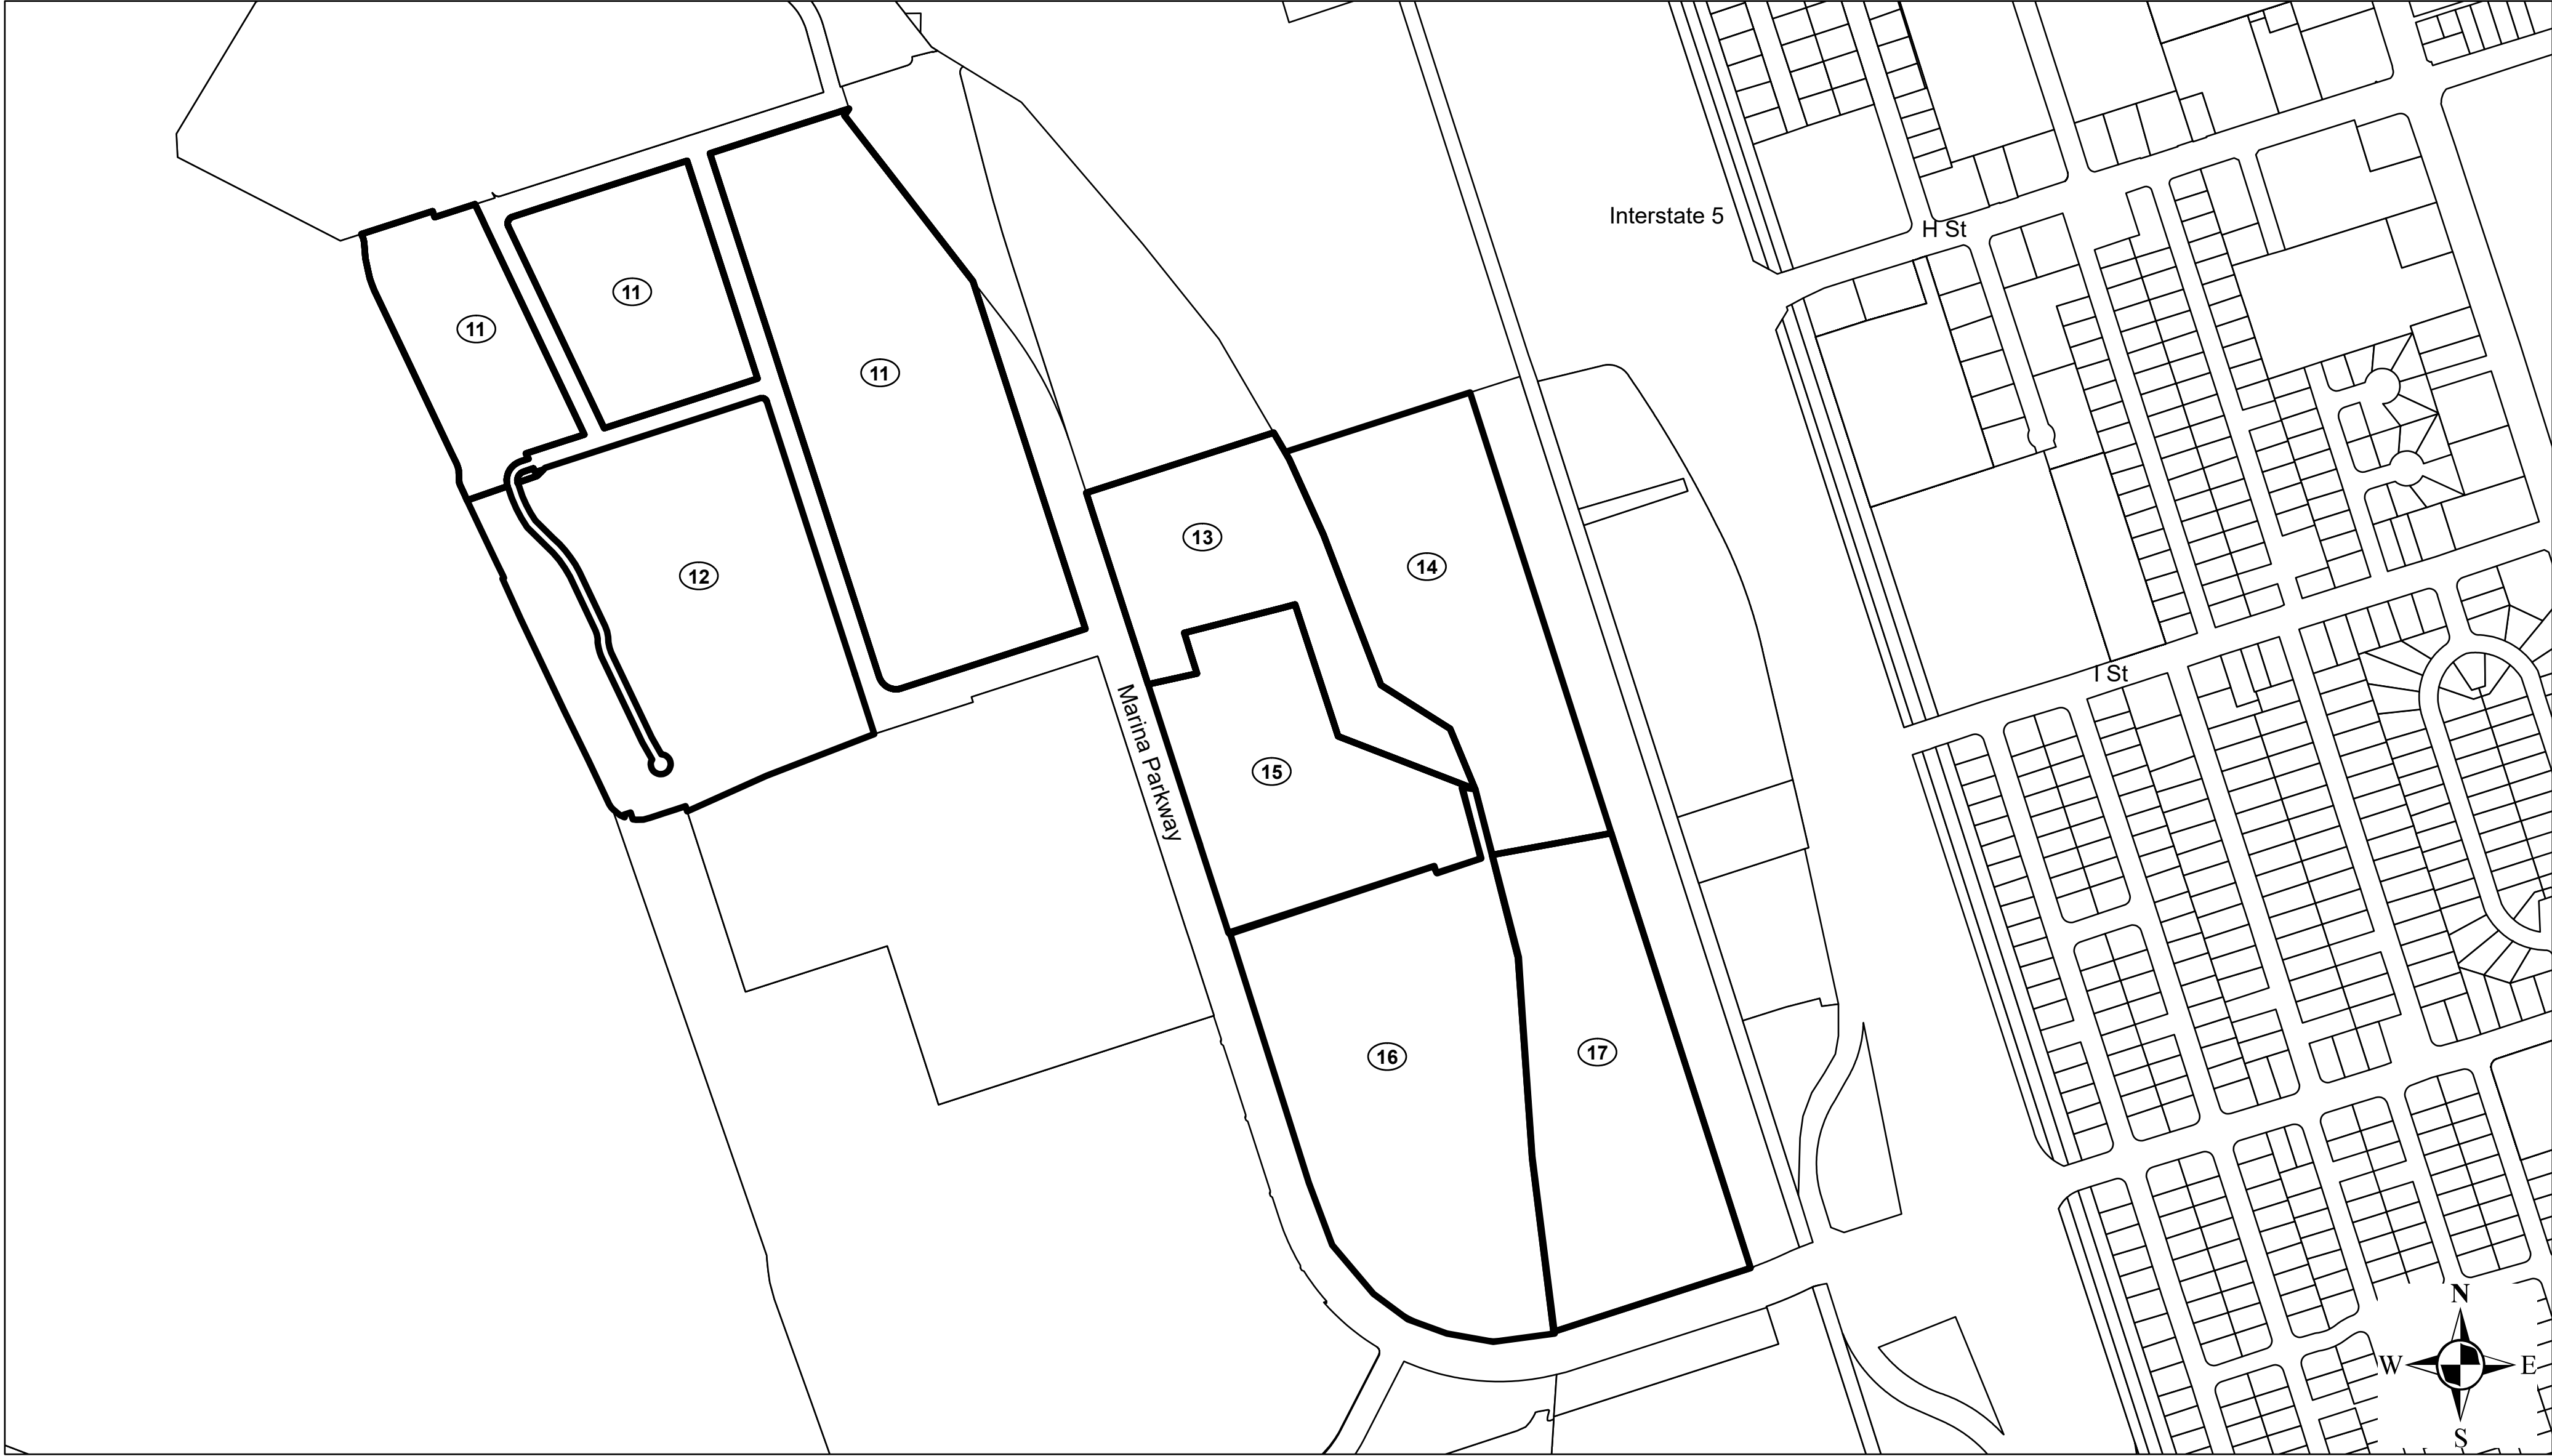 Interstate 5
H St
11
11
11
13
14
12
I St
Marina Parkway
15
16
17
N
W
E
S